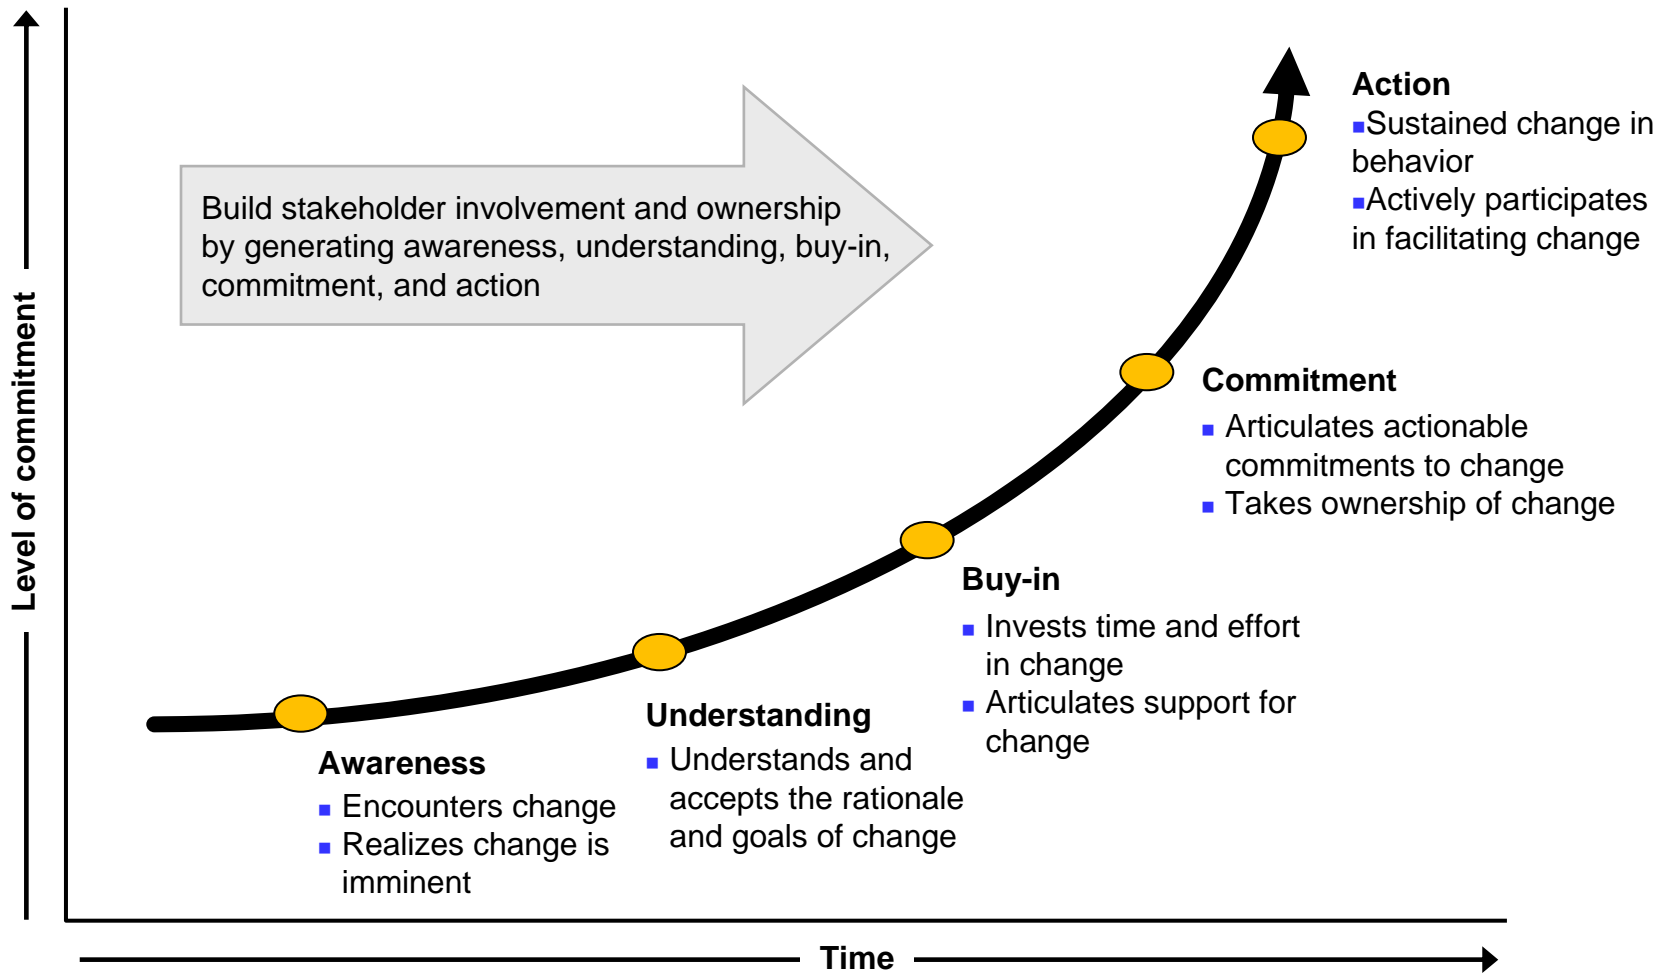 Action
▪Sustained change in
behavior
▪Actively participates
in facilitating change
Build stakeholder involvement and ownership
by generating awareness, understanding, buy-in,
commitment, and action
Level of commitment
Commitment
▪ Articulates actionable
commitments to change
▪ Takes ownership of change
Buy-in
▪ Invests time and effort
in change
▪ Articulates support for
change
Understanding
▪ Understands and
accepts the rationale
and goals of change
Awareness
▪ Encounters change
▪ Realizes change is
imminent
Time